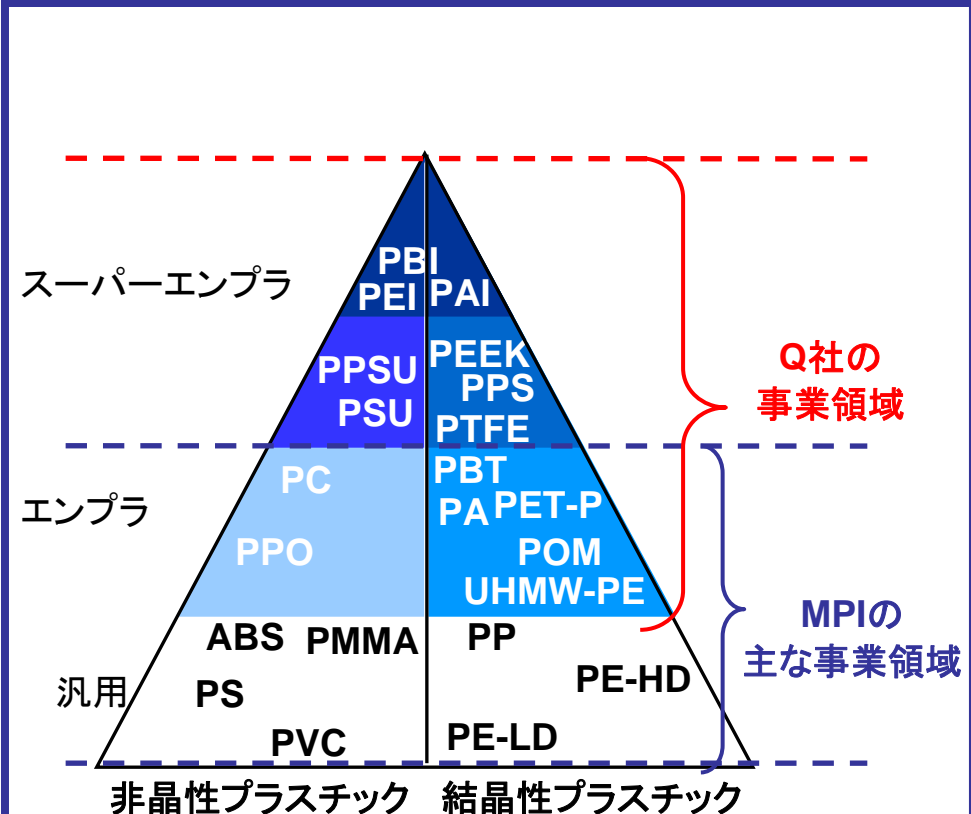 スーパーエンプラ
PBI
PEI
PAI
PPSU
PSU
PEEK
PPS
PTFE
Q社の
事業領域
エンプラ
PC
PPO
PBT
PA
PET-P
POM
UHMW-PE
MPIの
主な事業領域
汎用
ABS
PMMA
PS
PVC
PP
PE-HD
PE-LD
非晶性プラスチック
結晶性プラスチック